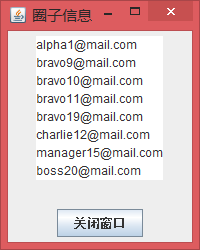 圈子信息
alpha1@mail.com
bravo9@mail.com
bravo10@mail.com
bravo11@mail.com
bravo19@mail.com
charlie12@mail.com
manager15@mail.com
boss20@mail.com
关闭窗口